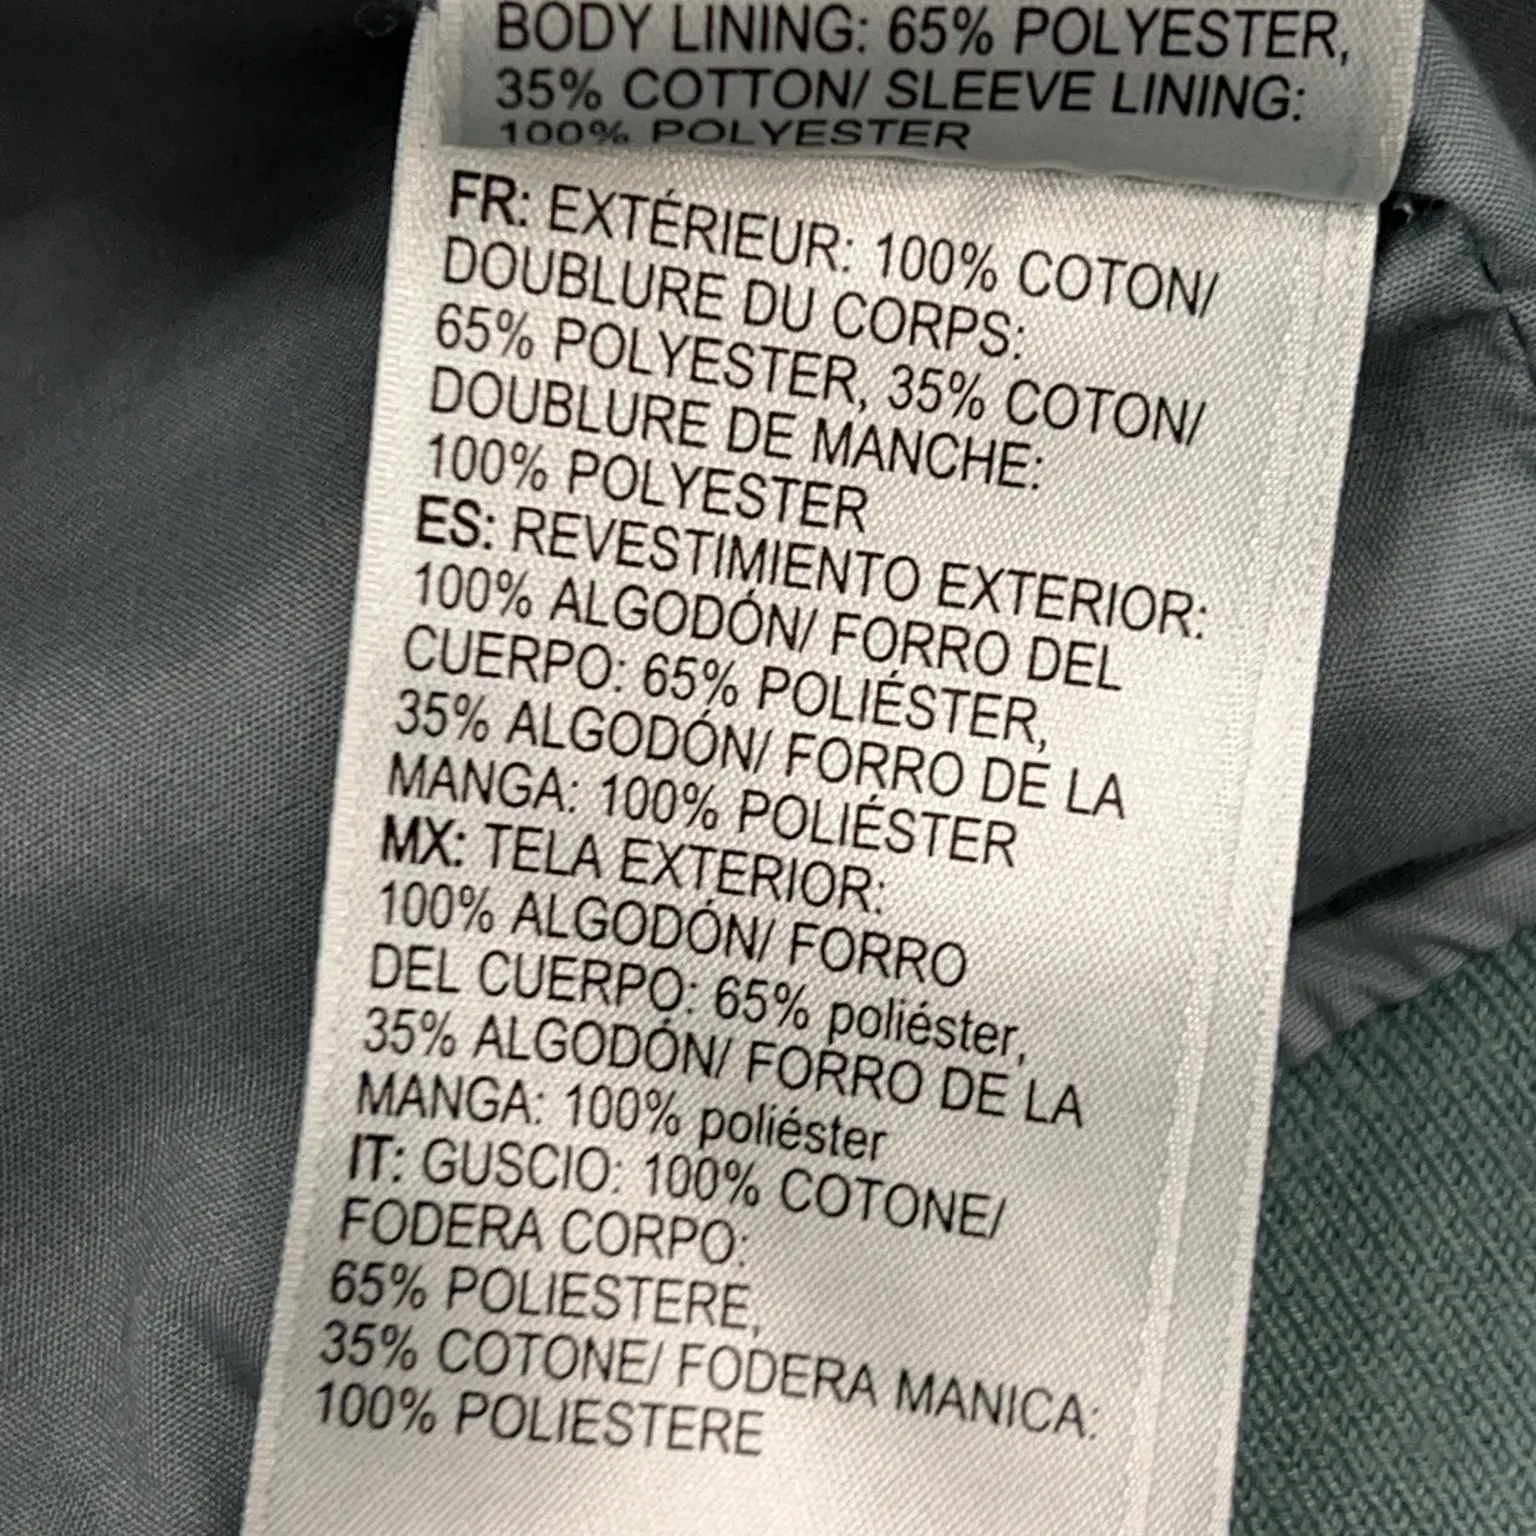 BODY LINING: 65% POLYESTER,
35% COTTON/ SLEEVE LINING:
100% POLYESTER
FR: EXTÉRIEUR: 100% COTON/
DOUBLURE DU CORPS:
65% POLYESTER, 35% COTON/
DOUBLURE DE MANCHE:
100% POLYESTER
ES: REVESTIMIENTO EXTERIOR:
100% ALGODÓN/ FORRO DEL
CUERPO: 65% POLIÉSTER,
35% ALGODÓN/ FORRO DE LA
MANGA: 100% POLIÉSTER
MX: TELA EXTERIOR:
100% ALGODÓN/ FORRO
DEL CUERPO: 65% poliéster,
35% ALGODÓN/ FORRO DE LA
MANGA: 100% poliéster
IT: GUSCIO: 100% COTONE/
FODERA CORPO:
65% POLIESTERE,
35% COTONE/ FODERA MANICA:
100% POLIESTERE